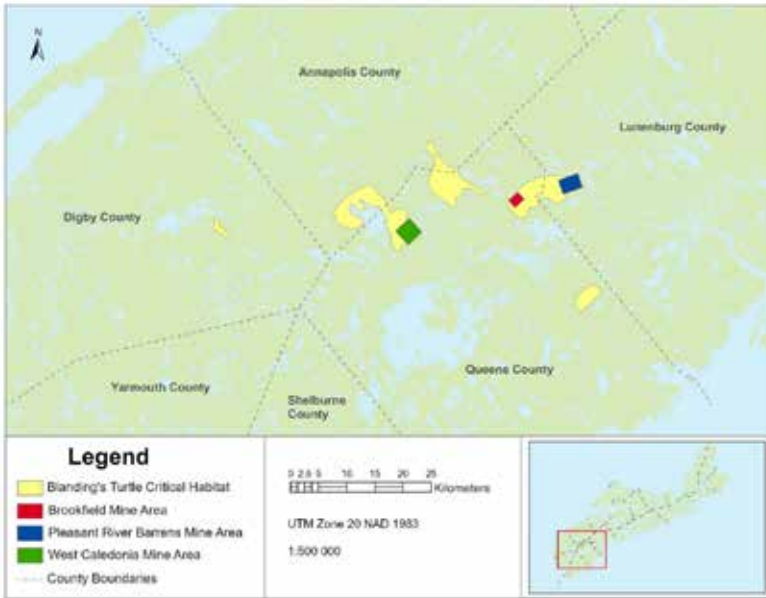 N
Annapolis County
Lunenburg County
Digby County
Queens County
Yarmouth County
Shelburne
County
Legend
Blanding's Turtle Critical Habitat
Brookfield Mine Area
Pleasant River Barrens Mine Area
West Caledonia Mine Area
County Boundaries
0 2.5 5 10 15 20 25
Kilometers
UTM Zone 20 NAD 1983
1:500 000